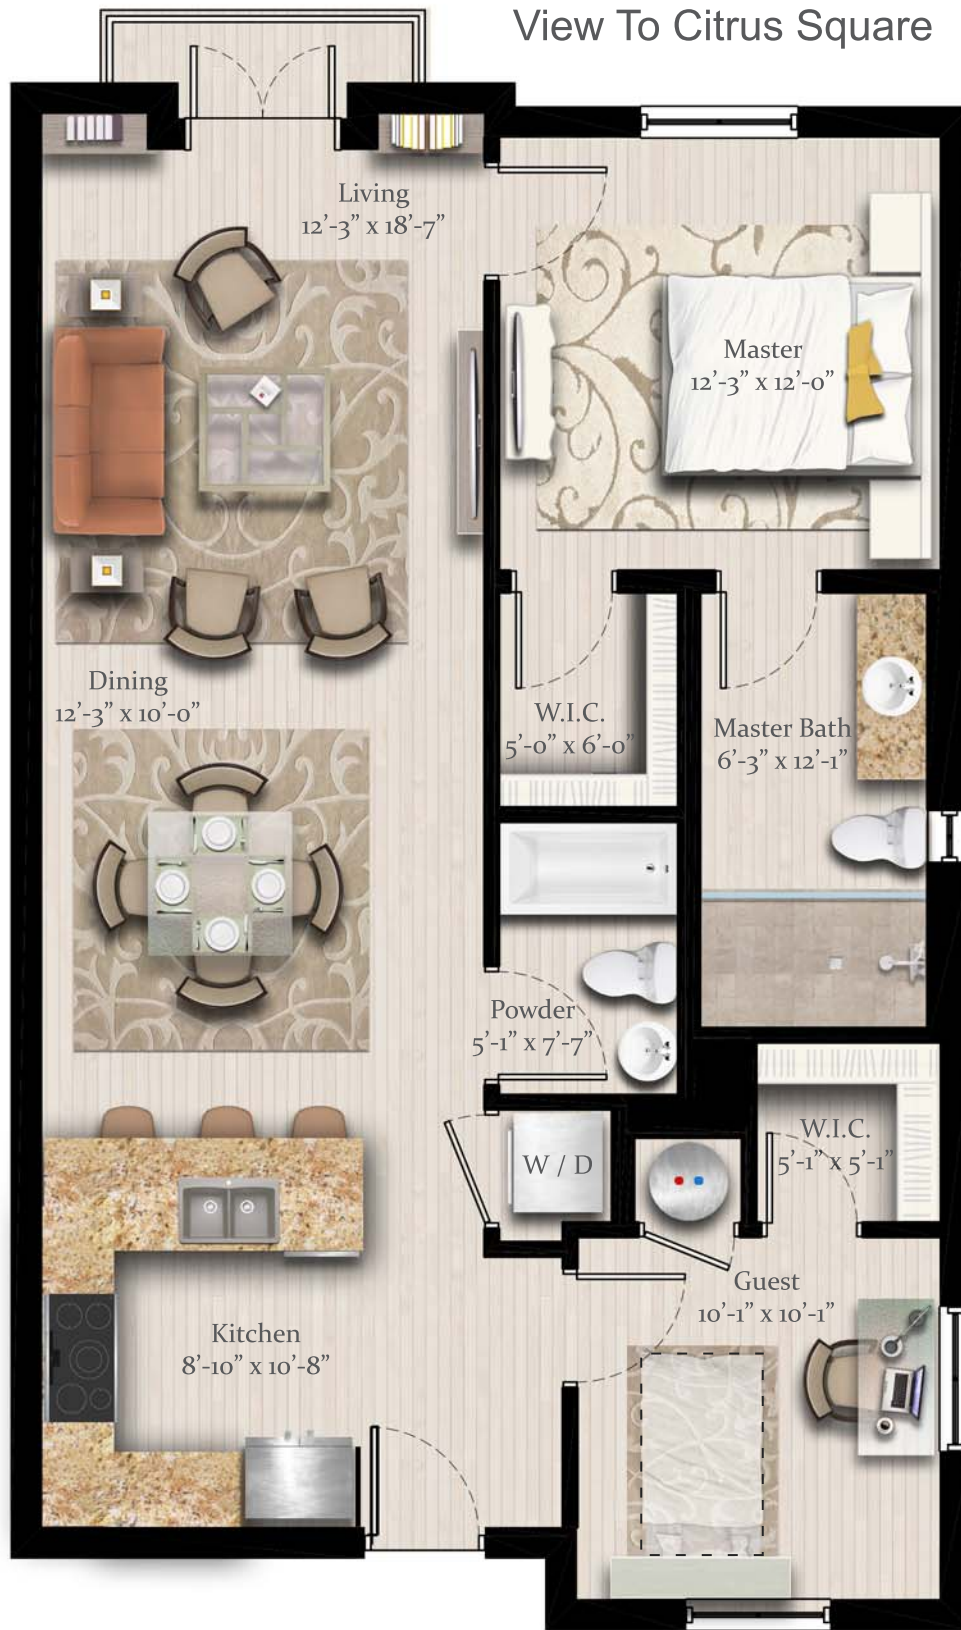 View To Citrus Square
Living
12'-3" x 18'-7"
Master
12'-3" x 12'-0"
Dining
12'-3" x 10'-0"
W.I.C.
5'-0" x 6'-0"
Master Bath
6'-3" x 12'-1"
Powder
5'-1" x 7'-7"
W / D
W.I.C.
5'-1" x 5'-1"
Guest
10'-1" x 10'-1"
Kitchen
8'-10" x 10'-8"